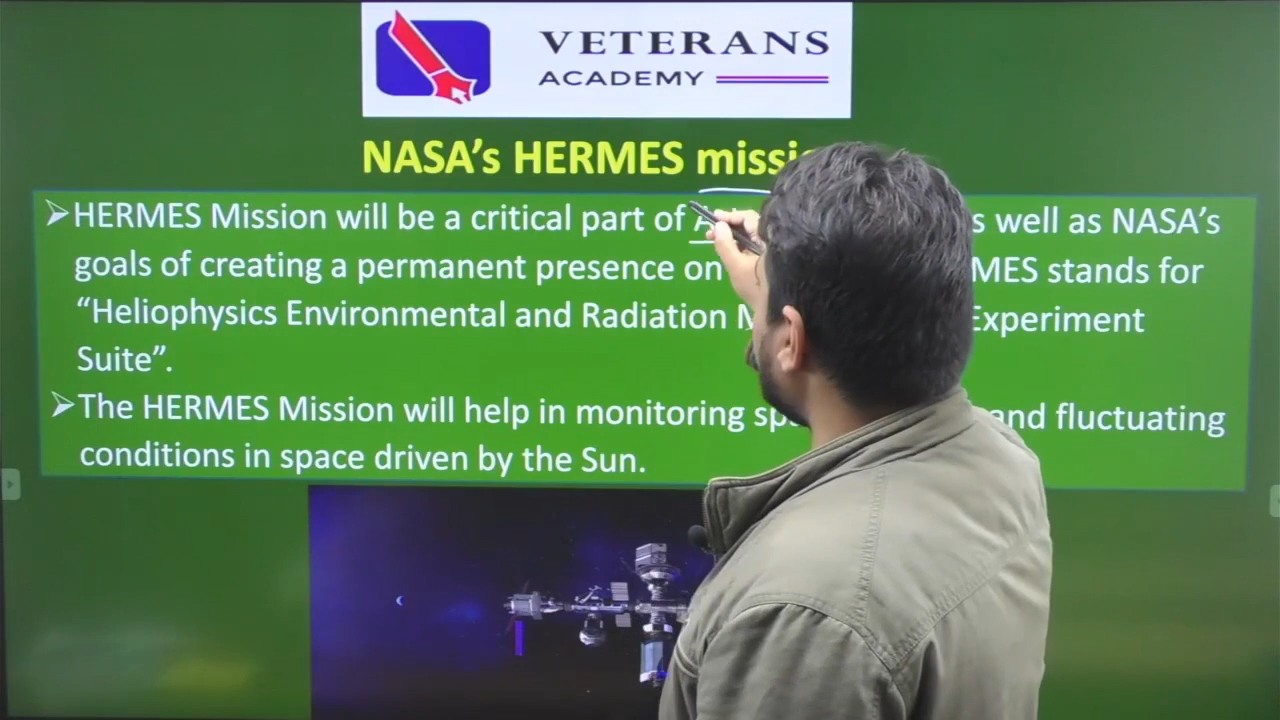 VETERANS
ACADEMY
NASA's HERMES
HERMES Mission will be a critical part of s well as NASA's
goals of creating a permanent presence on MES stands for
“Heliophysics Environmental and Radiation Experiment
Suite”.
The HERMES Mission will help in monitoring and fluctuating
conditions in space driven by the Sun.